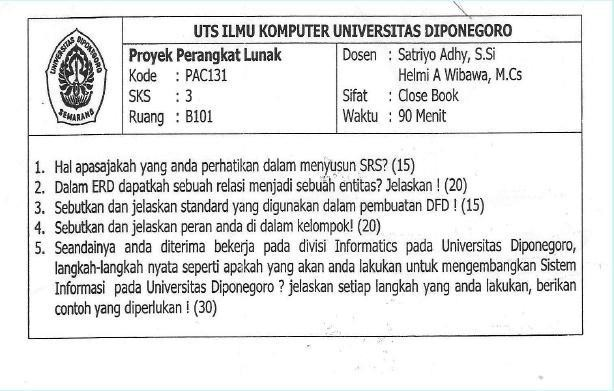 UTS ILMU KOMPUTER UNIVERSITAS DIPONEGORO
UNIVERSITAS DIPONEGORO
SEMARANG
Proyek Perangkat Lunak
Kode : PAC131
SKS : 3
Ruang : B101
Dosen : Satriyo Adhy, S.Si
Helmi A Wibawa, M.Cs
Sifat : Close Book
Waktu : 90 Menit
1. Hal apasajakah yang anda perhatikan dalam menyusun SRS? (15)
2. Dalam ERD dapatkah sebuah relasi menjadi sebuah entitas? Jelaskan ! (20)
3. Sebutkan dan jelaskan standard yang digunakan dalam pembuatan DFD ! (15)
4. Sebutkan dan jelaskan peran anda di dalam kelompok! (20)
5. Seandainya anda diterima bekerja pada divisi Informatics pada Universitas Diponegoro,
langkah-langkah nyata seperti apakah yang akan anda lakukan untuk mengembangkan Sistem
Informasi pada Universitas Diponegoro ? jelaskan setiap langkah yang anda lakukan, berikan
contoh yang diperlukan ! (30)